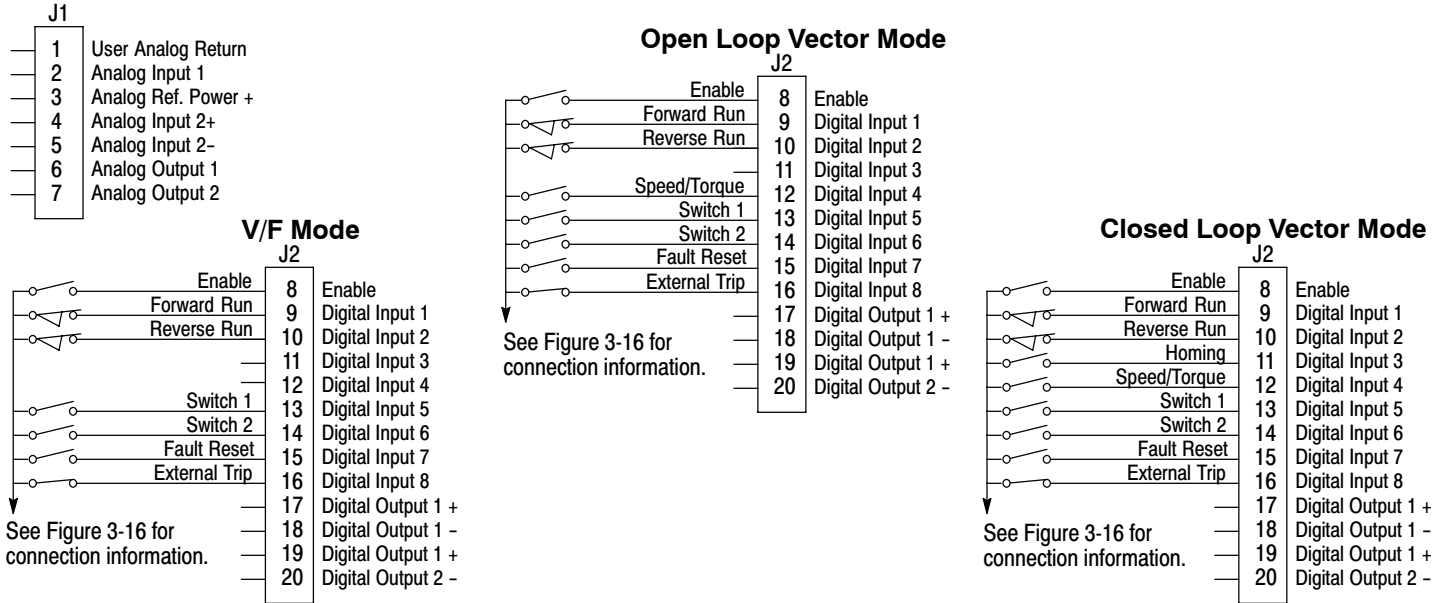 J1
1 User Analog Return
2 Analog Input 1
3 Analog Ref. Power +
4 Analog Input 2+
5 Analog Input 2-
6 Analog Output 1
7 Analog Output 2
V/F Mode
J2
Enable 8 Enable
Forward Run 9 Digital Input 1
Reverse Run 10 Digital Input 2
11 Digital Input 3
12 Digital Input 4
Switch 1 13 Digital Input 5
Switch 2 14 Digital Input 6
Fault Reset 15 Digital Input 7
External Trip 16 Digital Input 8
17 Digital Output 1 +
18 Digital Output 1 -
19 Digital Output 1 +
20 Digital Output 2 -
See Figure 3-16 for
connection information.
Open Loop Vector Mode
J2
Enable 8 Enable
Forward Run 9 Digital Input 1
Reverse Run 10 Digital Input 2
11 Digital Input 3
Speed/Torque 12 Digital Input 4
Switch 1 13 Digital Input 5
Switch 2 14 Digital Input 6
Fault Reset 15 Digital Input 7
External Trip 16 Digital Input 8
17 Digital Output 1 +
18 Digital Output 1 -
19 Digital Output 1 +
20 Digital Output 2 -
See Figure 3-16 for
connection information.
Closed Loop Vector Mode
J2
Enable 8 Enable
Forward Run 9 Digital Input 1
Reverse Run 10 Digital Input 2
Homing 11 Digital Input 3
Speed/Torque 12 Digital Input 4
Switch 1 13 Digital Input 5
Switch 2 14 Digital Input 6
Fault Reset 15 Digital Input 7
External Trip 16 Digital Input 8
17 Digital Output 1 +
18 Digital Output 1 -
19 Digital Output 1 +
20 Digital Output 2 -
See Figure 3-16 for
connection information.